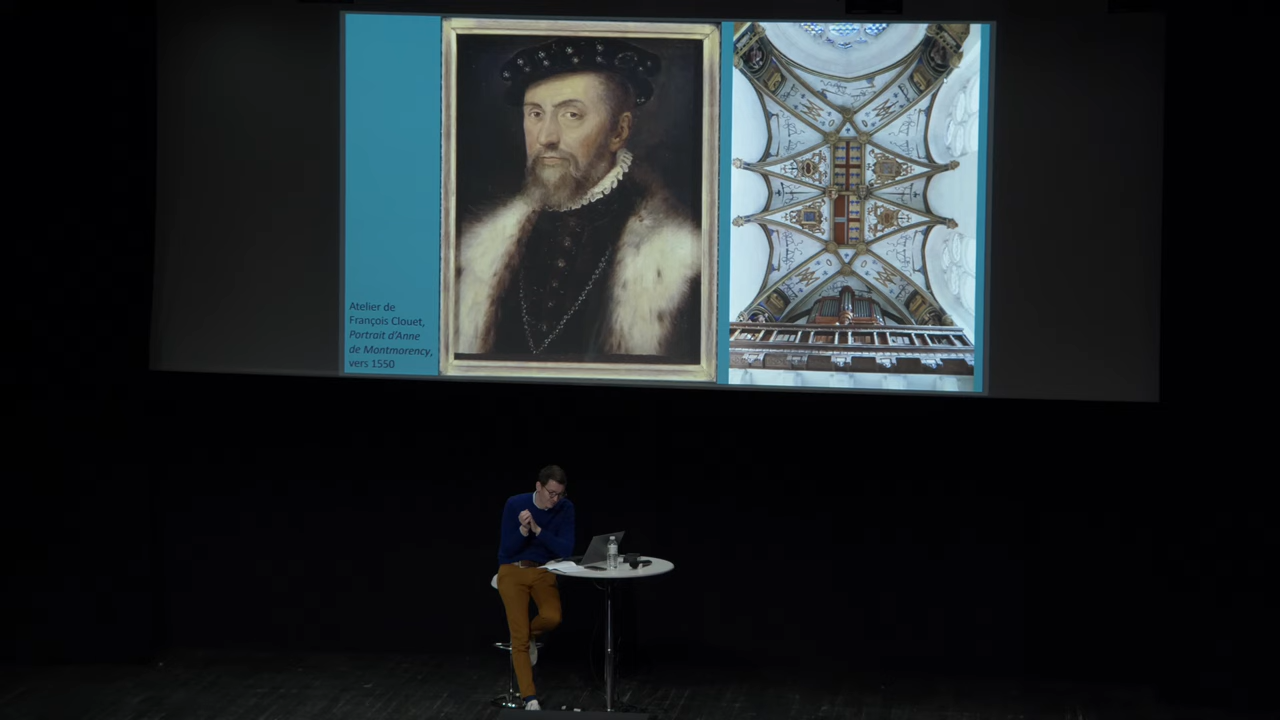 Atelier de
François Clouet,
Portrait d'Anne
de Montmorency,
vers 1550